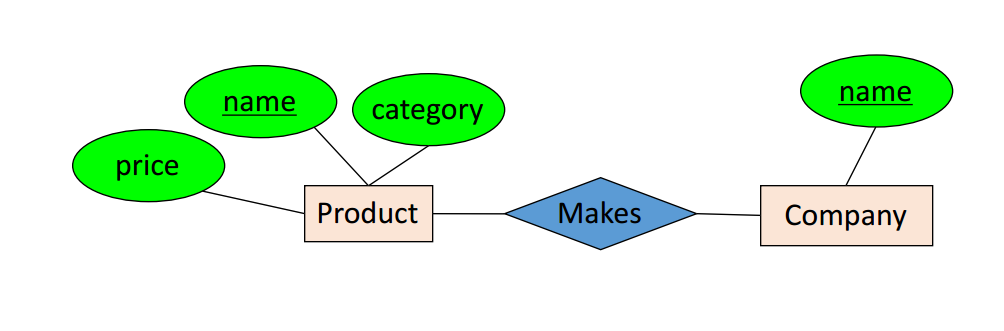 name
category
price
name
Product
Makes
Company